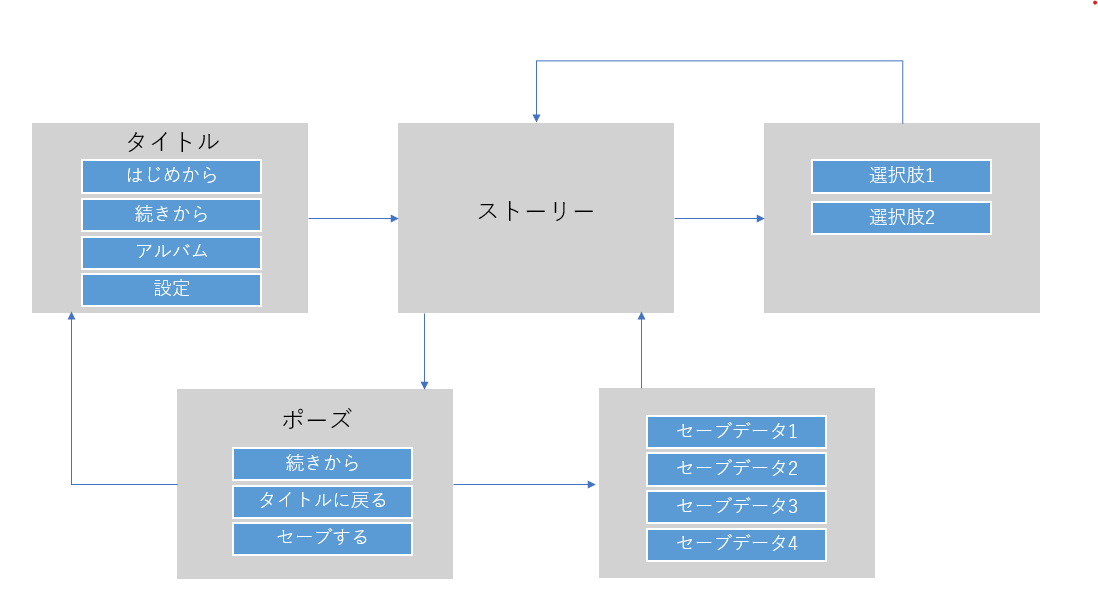 タイトル
はじめから
続きから
アルバム
設定
ストーリー
選択肢1
選択肢2
ポーズ
続きから
タイトルに戻る
セーブする
セーブデータ1
セーブデータ2
セーブデータ3
セーブデータ4